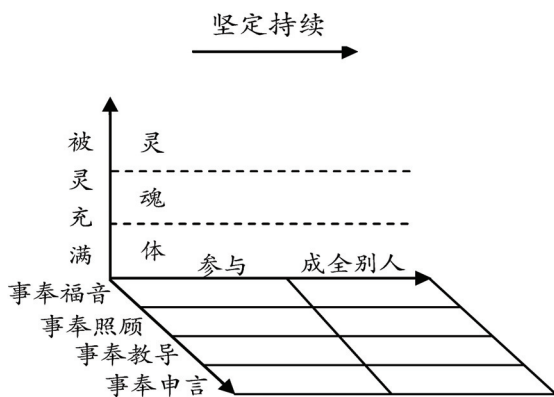 坚定持续
被灵充满
灵
魂
体
参与
成全别人
事奉福音
事奉照顾
事奉教导
事奉申言